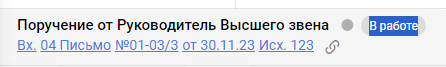 Поручение от Руководитель Высшего звена В работе
Вх. 04 Письмо №01-03/3 от 30.11.23 Исх. 123